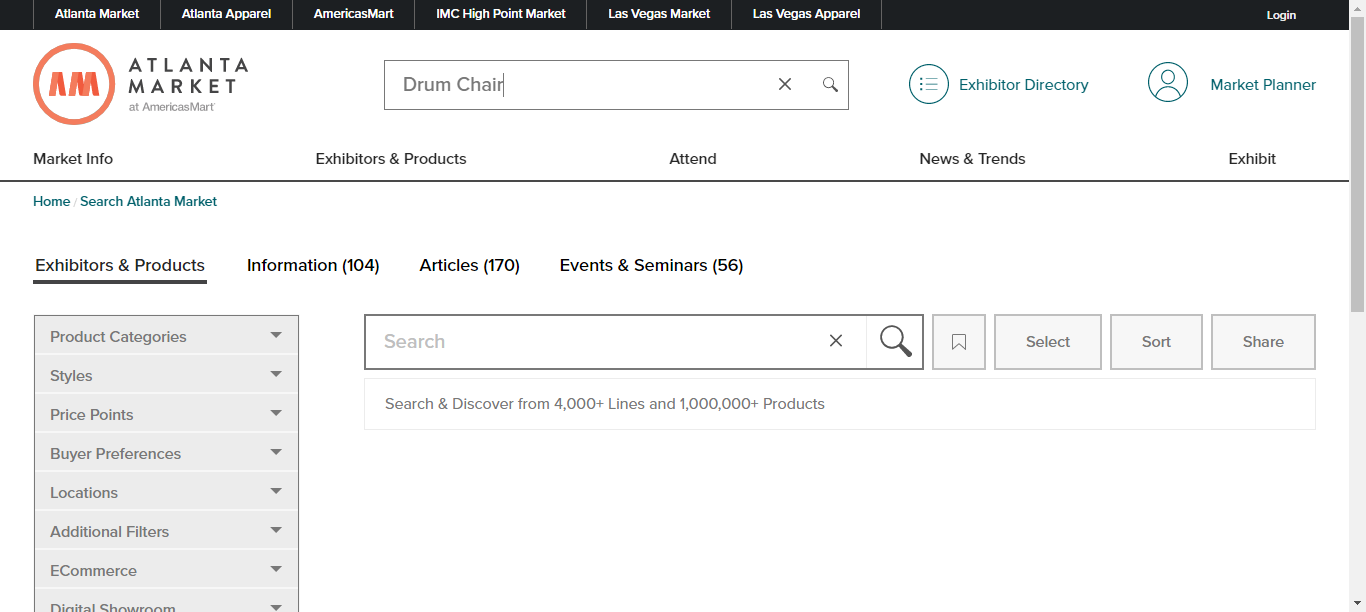 Atlanta Market Atlanta Apparel AmericasMart IMC High Point Market Las Vegas Market Las Vegas Apparel Login
ATLANTA
MARKET
at AmericasMart
Drum Chair
Exhibitor Directory
Market Planner
Market Info Exhibitors & Products Attend News & Trends Exhibit
Home / Search Atlanta Market
Exhibitors & Products Information (104) Articles (170) Events & Seminars (56)
Product Categories
Styles
Price Points
Buyer Preferences
Locations
Additional Filters
ECommerce
Digital Showroom
Search
Select Sort Share
Search & Discover from 4,000+ Lines and 1,000,000+ Products